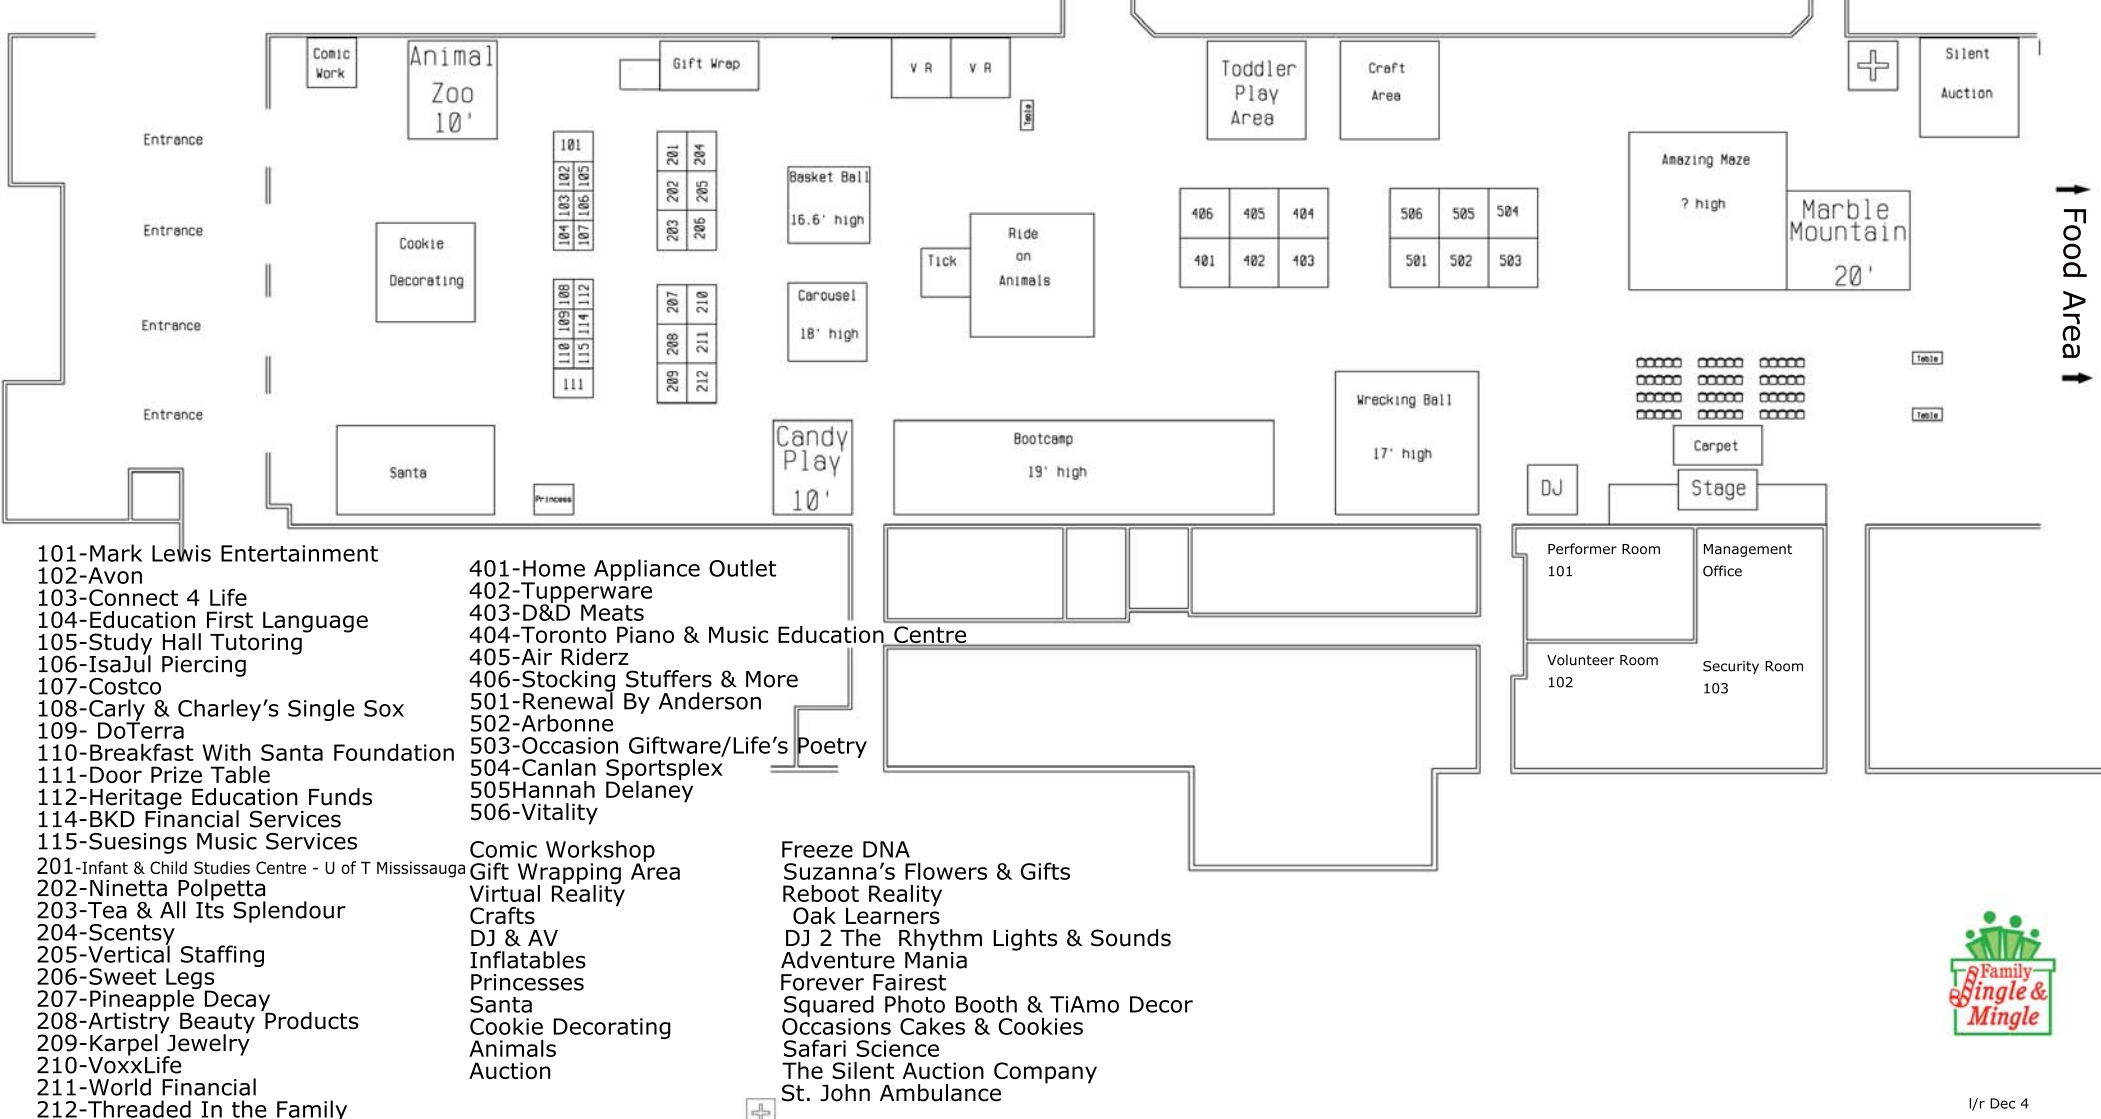 Comic
Work
Animal
Zoo
10'
Gift Wrap
V R
V R
Table
Toddler
Play
Area
Craft
Area
Silent
Auction
Entrance
Entrance
Entrance
Entrance
101
102 105
103 106
104 107
108 112
109 114
110 115
111
201 204
202 205
203 206
207 210
208 211
209 212
Cookie
Decorating
Santa
Princess
Basket Ball
16.6' high
Carousel
18' high
Candy
Play
10'
Tick
Ride
on
Animals
Bootcamp
19' high
406 405 404
401 402 403
506 505 504
501 502 503
Wrecking Ball
17' high
Amazing Maze
? high
Marble
Mountain
20'
Food Area
Table
Table
Carpet
Stage
DJ
Performer Room
101
Management
Office
Volunteer Room
102
Security Room
103
101-Mark Lewis Entertainment
102-Avon
103-Connect 4 Life
104-Education First Language
105-Study Hall Tutoring
106-IsaJul Piercing
107-Costco
108-Carly & Charley's Single Sox
109- DoTerra
110-Breakfast With Santa Foundation
111-Door Prize Table
112-Heritage Education Funds
114-BKD Financial Services
115-Suesings Music Services
201-Infant & Child Studies Centre - U of T Mississauga
202-Ninetta Polpetta
203-Tea & All Its Splendour
204-Scentsy
205-Vertical Staffing
206-Sweet Legs
207-Pineapple Decay
208-Artistry Beauty Products
209-Karpel Jewelry
210-VoxxLife
211-World Financial
212-Threaded In the Family
401-Home Appliance Outlet
402-Tupperware
403-D&D Meats
404-Toronto Piano & Music Education Centre
405-Air Riderz
406-Stocking Stuffers & More
501-Renewal By Anderson
502-Arbonne
503-Occasion Giftware/Life's Poetry
504-Canlan Sportsplex
505Hannah Delaney
506-Vitality
Comic Workshop
Gift Wrapping Area
Virtual Reality
Crafts
DJ & AV
Inflatables
Princesses
Santa
Cookie Decorating
Animals
Auction
Freeze DNA
Suzanna's Flowers & Gifts
Reboot Reality
Oak Learners
DJ 2 The Rhythm Lights & Sounds
Adventure Mania
Forever Fairest
Squared Photo Booth & TiAmo Decor
Occasions Cakes & Cookies
Safari Science
The Silent Auction Company
St. John Ambulance
Family
Jingle &
Mingle
l/r Dec 4